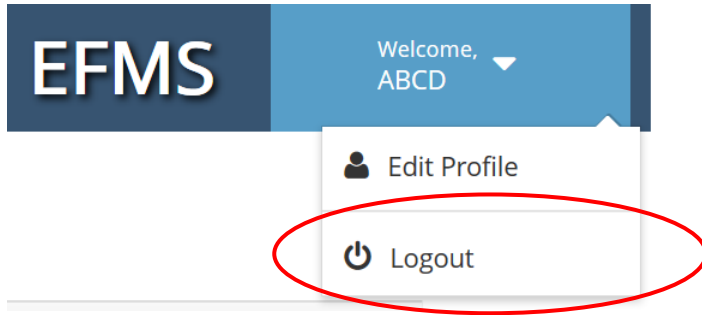 EFMS
Welcome,
ABCD
Edit Profile
Logout